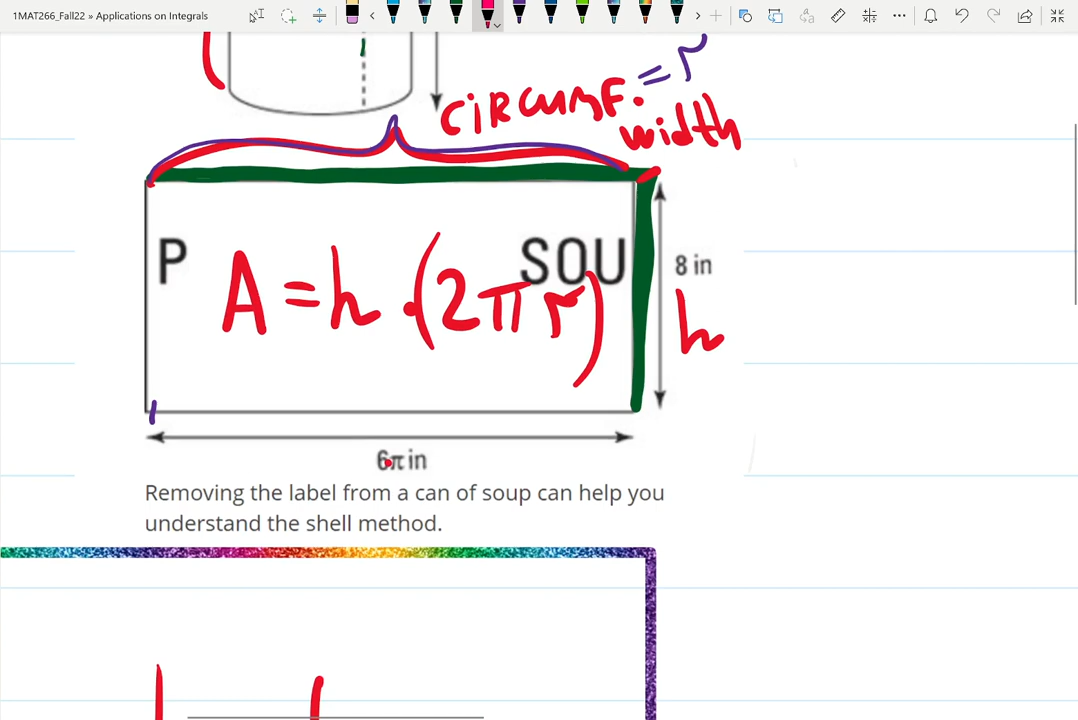 1MAT266_Fall22 » Applications on Integrals
CIRCUMF. = r
width
P SOU
A = h · (2πr)
8 in
h
6π in
Removing the label from a can of soup can help you
understand the shell method.